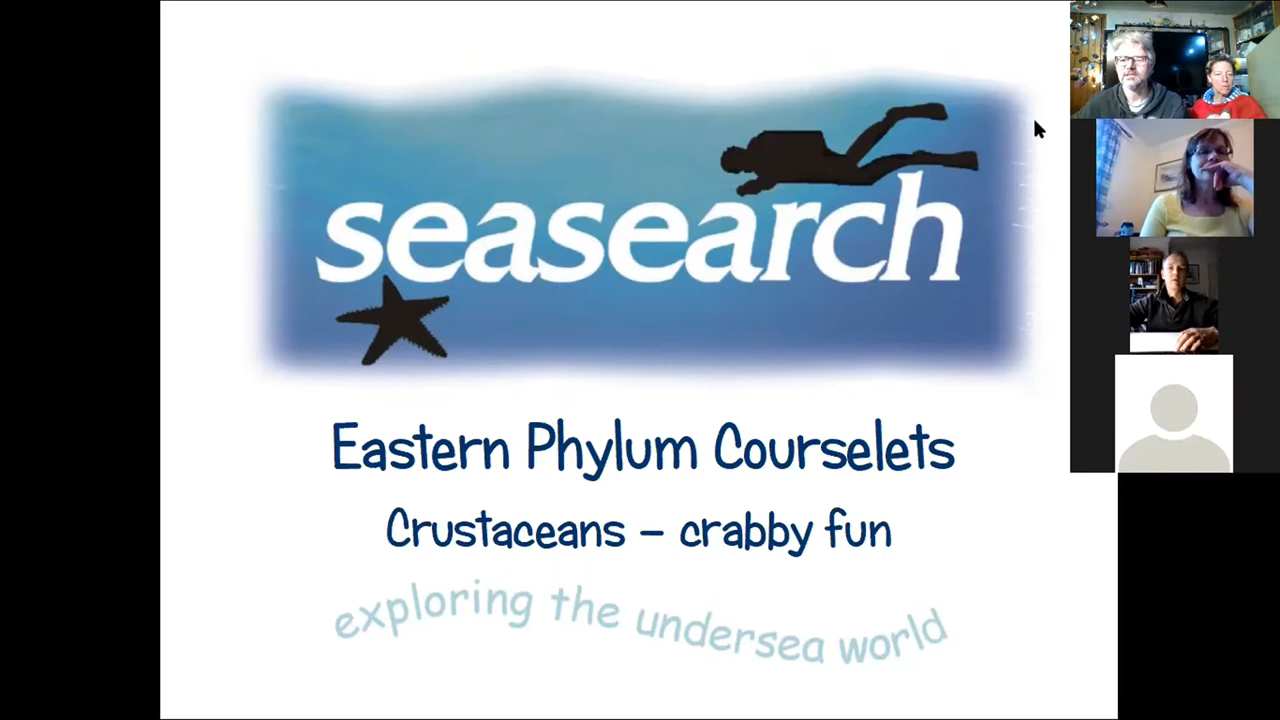 seasearch
Eastern Phylum Courselets
Crustaceans – crabby fun
exploring the undersea world